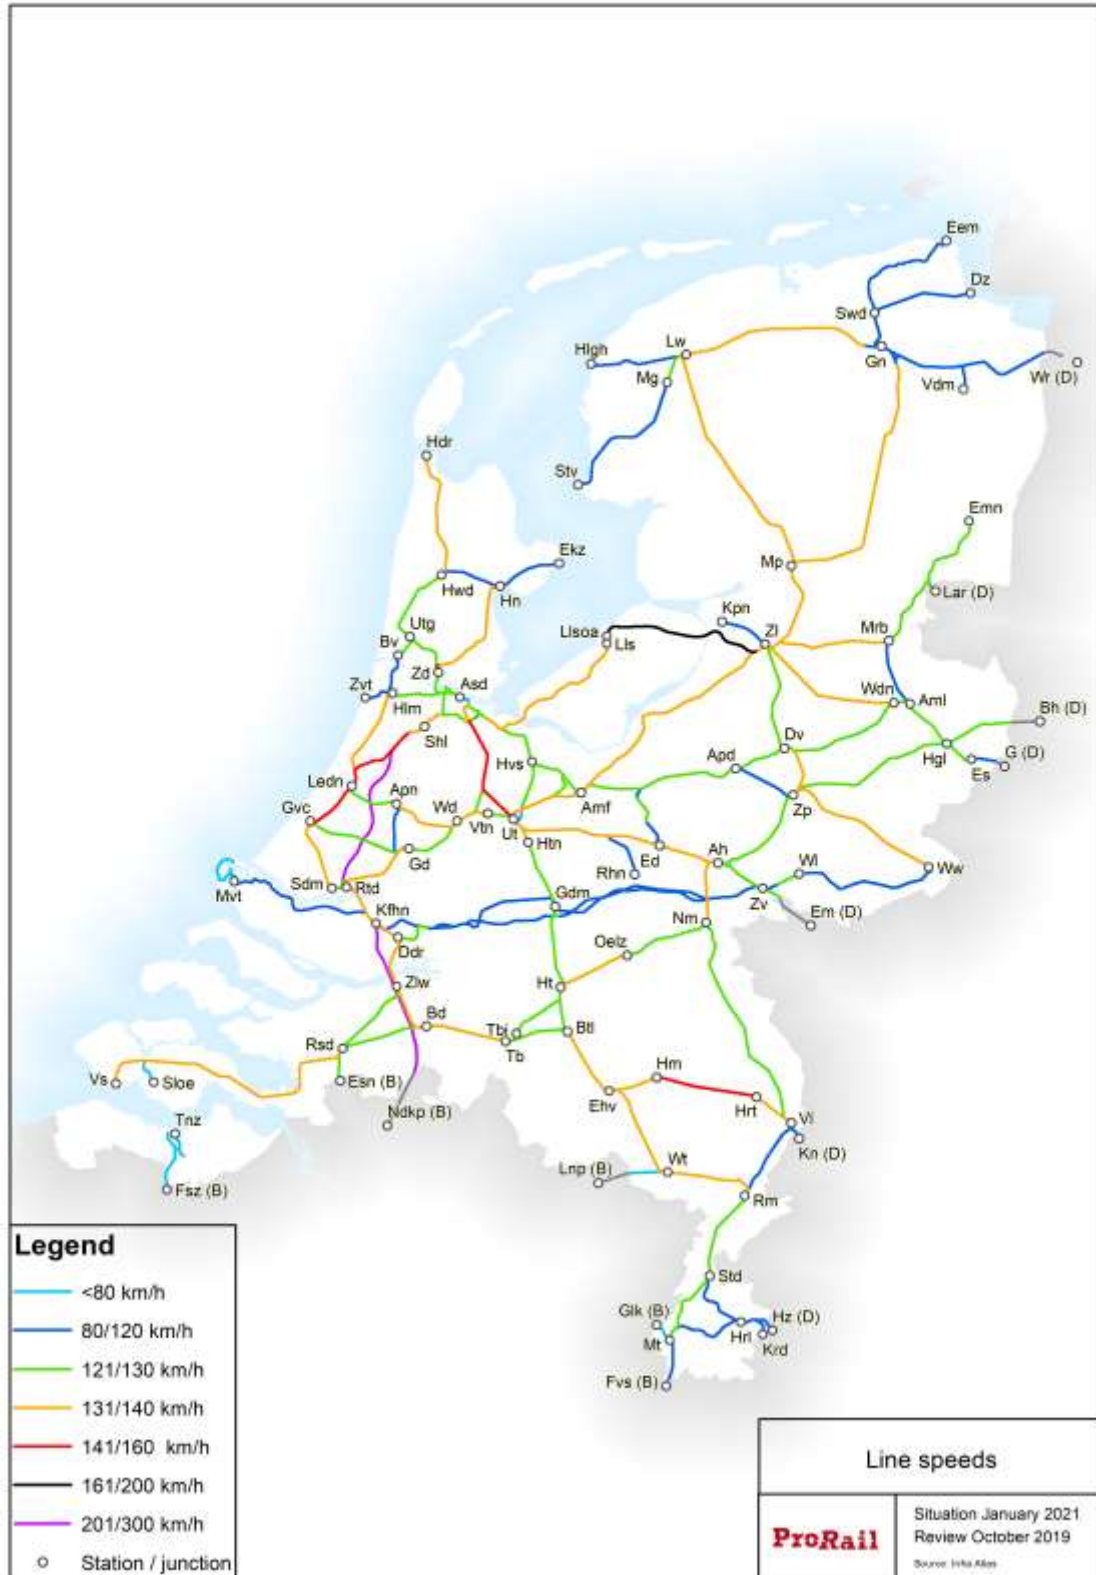 Eem
Dz
Swd
Lw
Hlgh
Gn
Mg
Vdm
Wr (D)
Hdr
Stv
Emn
Ekz
Mp
Hwd
Hn
Lar (D)
Kpn
Utg
Llsoa
Zl
Mrb
Bv
Lls
Zd
Zvt
Asd
Wdn
Hlm
Aml
Bh (D)
Shl
Dv
Apd
Hvs
Hgl
G (D)
Es
Ledn
Apn
Gvc
Wd
Amf
Zp
Vtn
Ut
Htn
Ed
Ah
Gd
Rhn
Wl
Ww
Sdm
Rtd
Mvt
Zv
Gdm
Em (D)
Kfhn
Nm
Ddr
Oelz
Zlw
Ht
Bd
Tbi
Btl
Rsd
Tb
Hm
Vs
Sloe
Esn (B)
Ehv
Hrt
Ndkp (B)
Vl
Tnz
Kn (D)
Lnp (B)
Wt
Fsz (B)
Rm
Legend
<80 km/h
80/120 km/h
121/130 km/h
131/140 km/h
141/160 km/h
161/200 km/h
201/300 km/h
Station / junction
Std
Glk (B)
Hz (D)
Mt
Hrl
Krd
Fvs (B)
Line speeds
ProRail
Situation January 2021
Review October 2019
Source: Infra Atlas